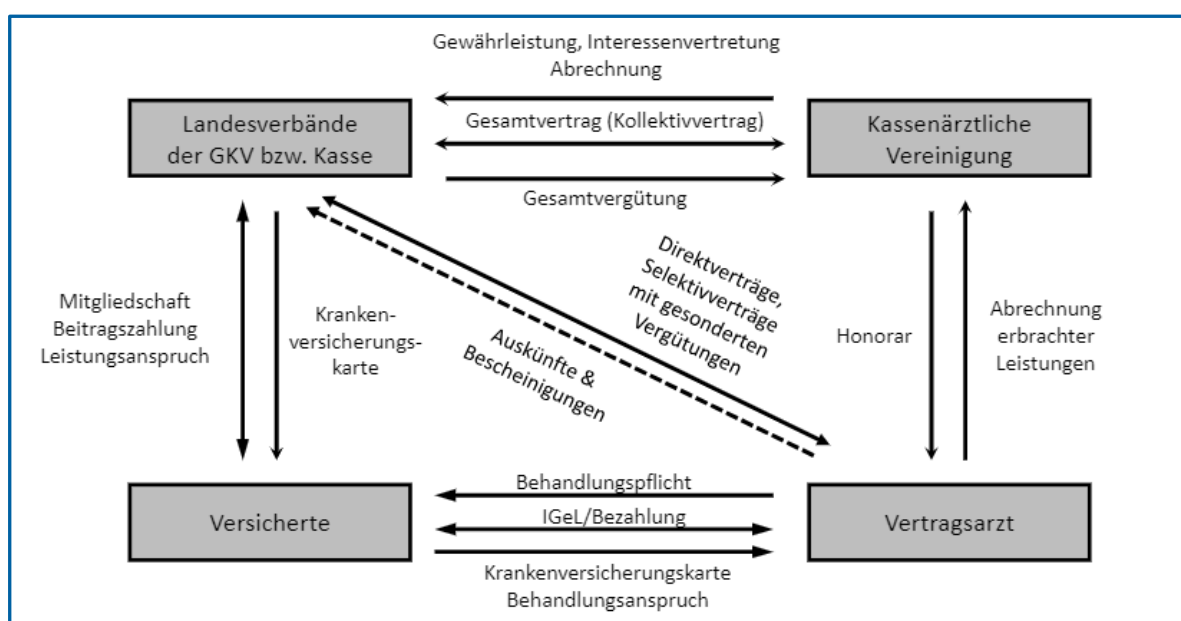 Gewährleistung, Interessenvertretung
Abrechnung
Landesverbände
der GKV bzw. Kasse
Gesamtvertrag (Kollektivvertrag)
Kassenärztliche
Vereinigung
Gesamtvergütung
Mitgliedschaft
Beitragszahlung
Leistungsanspruch
Kranken-
versicherungs-
karte
Auskünfte &
Bescheinigungen
Direktverträge,
Selektivverträge
mit gesonderten
Vergütungen
Honorar
Abrechnung
erbrachter
Leistungen
Versicherte
Behandlungspflicht
IGeL/Bezahlung
Krankenversicherungskarte
Behandlungsanspruch
Vertragsarzt